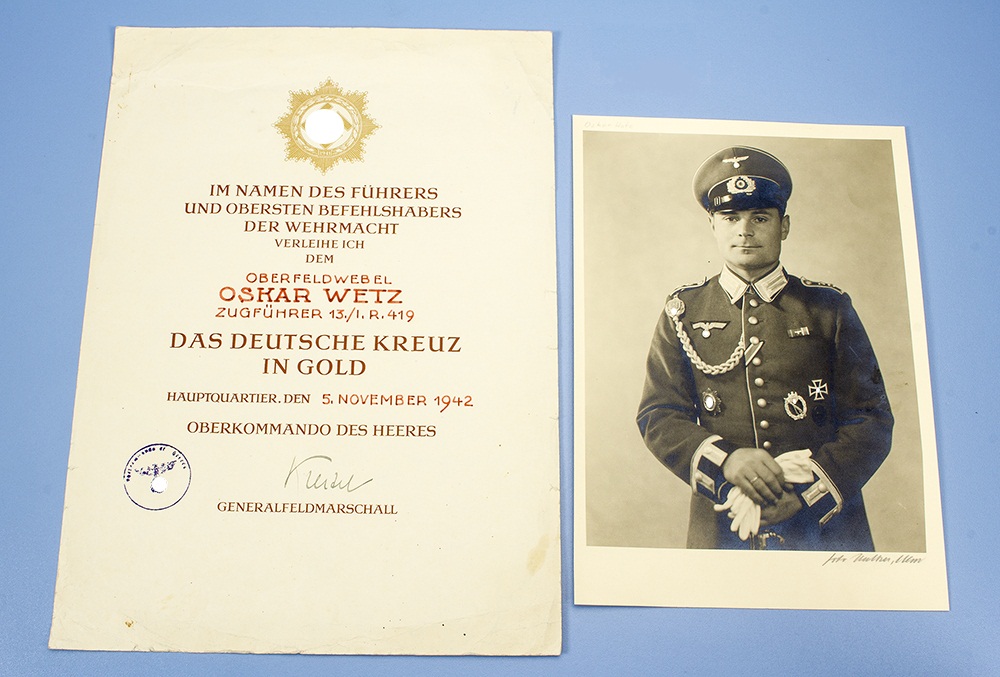 IM NAMEN DES FÜHRERS
UND OBERSTEN BEFEHLSHABERS
DER WEHRMACHT
VERLEIHE ICH
DEM
OBERFELDWEBEL
OSKAR WETZ
ZUGFÜHRER 13./I.R.419
DAS DEUTSCHE KREUZ
IN GOLD
HAUPTQUARTIER, DEN 5. NOVEMBER 1942
OBERKOMMANDO DES HEERES
GENERALFELDMARSCHALL